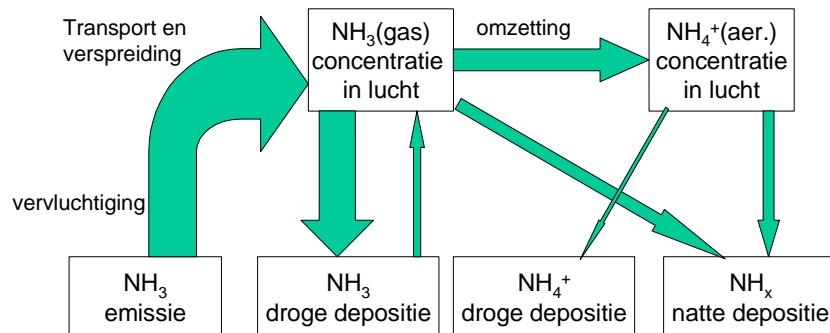 Transport en
verspreiding
NH₃(gas)
concentratie
in lucht
omzetting
NH₄⁺(aer.)
concentratie
in lucht
vervluchtiging
NH₃
emissie
NH₃
droge depositie
NH₄⁺
droge depositie
NHₓ
natte depositie